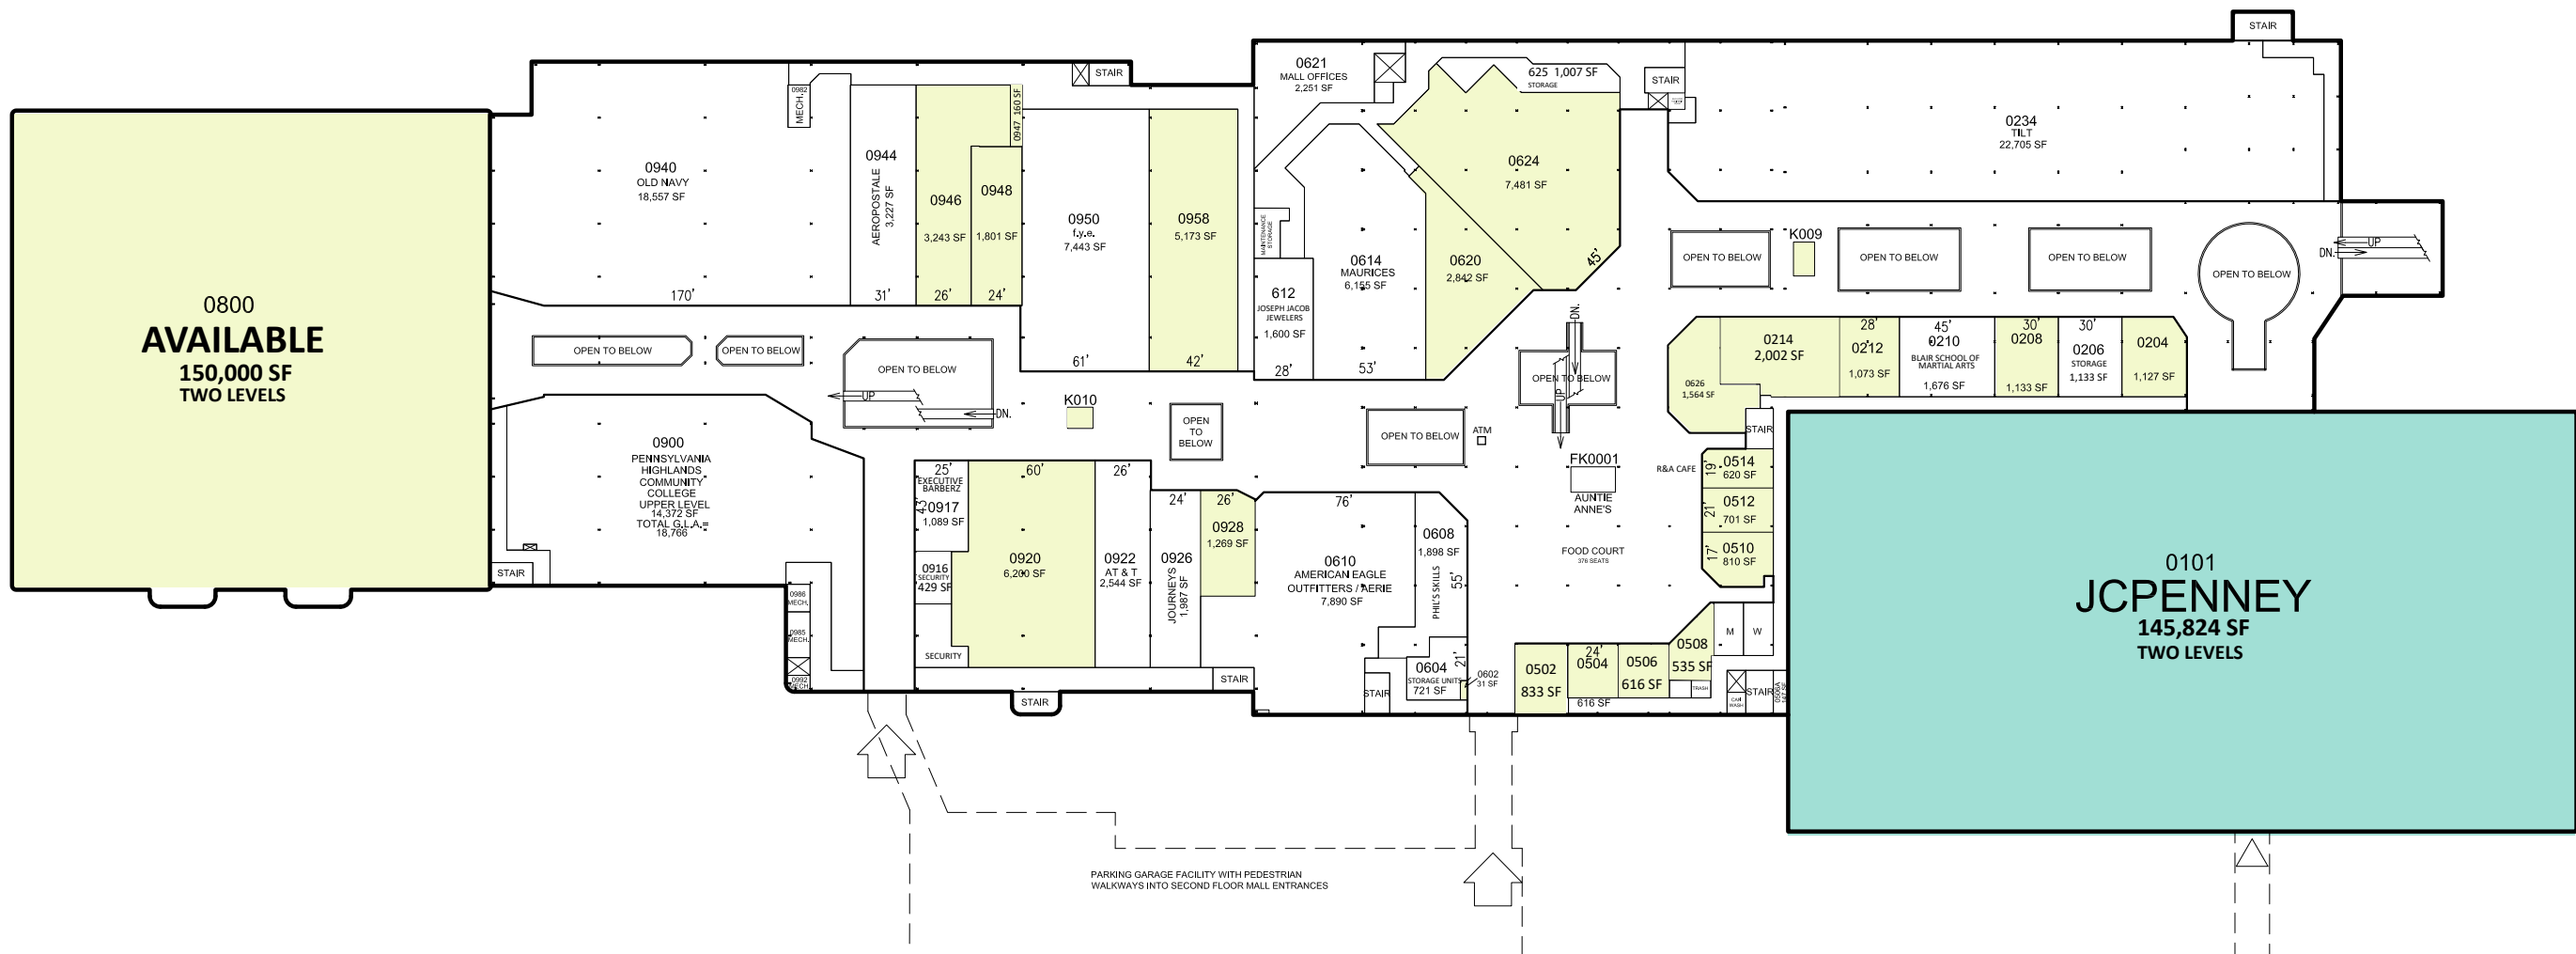 0800
AVAILABLE
150,000 SF
TWO LEVELS
0940
OLD NAVY
18,557 SF
170'
0982
MECH.
STAIR
0944
AEROPOSTALE
3,227 SF
31'
0946
3,243 SF
26'
0947 160 SF
0948
1,801 SF
24'
0950
f.y.e.
7,443 SF
61'
0958
5,173 SF
42'
0621
MALL OFFICES
2,251 SF
MAINTENANCE
STORAGE
612
JOSEPH JACOB
JEWELERS
1,600 SF
28'
0614
MAURICES
6,155 SF
53'
0620
2,842 SF
0624
7,481 SF
45'
625 1,007 SF
STORAGE
STAIR
0234
TILT
22,705 SF
STAIR
OPEN TO BELOW
OPEN TO BELOW
OPEN TO BELOW
UP
DN.
K010
OPEN
TO
BELOW
OPEN TO BELOW
ATM
OPEN TO BELOW
DN.
UP
OPEN TO BELOW
K009
OPEN TO BELOW
OPEN TO BELOW
OPEN TO BELOW
UP
DN.
0626
1,564 SF
0214
2,002 SF
28'
0212
1,073 SF
45'
0210
BLAIR SCHOOL OF
MARTIAL ARTS
1,676 SF
30'
0208
1,133 SF
30'
0206
STORAGE
1,133 SF
0204
1,127 SF
STAIR
0900
PENNSYLVANIA
HIGHLANDS
COMMUNITY
COLLEGE
UPPER LEVEL
14,372 SF
TOTAL G.L.A.=
18,766
STAIR
0986
MECH.
0985
MECH.
0992
MECH.
25'
EXECUTIVE
BARBERZ
43'
0917
1,089 SF
0916
SECURITY
429 SF
SECURITY
60'
0920
6,200 SF
26'
0922
AT & T
2,544 SF
24'
0926
JOURNEYS
1,987 SF
26'
0928
1,269 SF
STAIR
STAIR
76'
0610
AMERICAN EAGLE
OUTFITTERS / AERIE
7,890 SF
STAIR
0608
1,898 SF
PHIL'S SKILLS
55'
0604
STORAGE UNITS
721 SF
21'
0602
31 SF
FK0001
AUNTIE
ANNE'S
FOOD COURT
376 SEATS
R&A CAFE
19'
0514
620 SF
21'
0512
701 SF
17'
0510
810 SF
0502
833 SF
24'
0504
616 SF
0506
616 SF
0508
535 SF
TRASH
M
W
CAN
WASH
STAIR
0101
JCPENNEY
145,824 SF
TWO LEVELS
PARKING GARAGE FACILITY WITH PEDESTRIAN
WALKWAYS INTO SECOND FLOOR MALL ENTRANCES